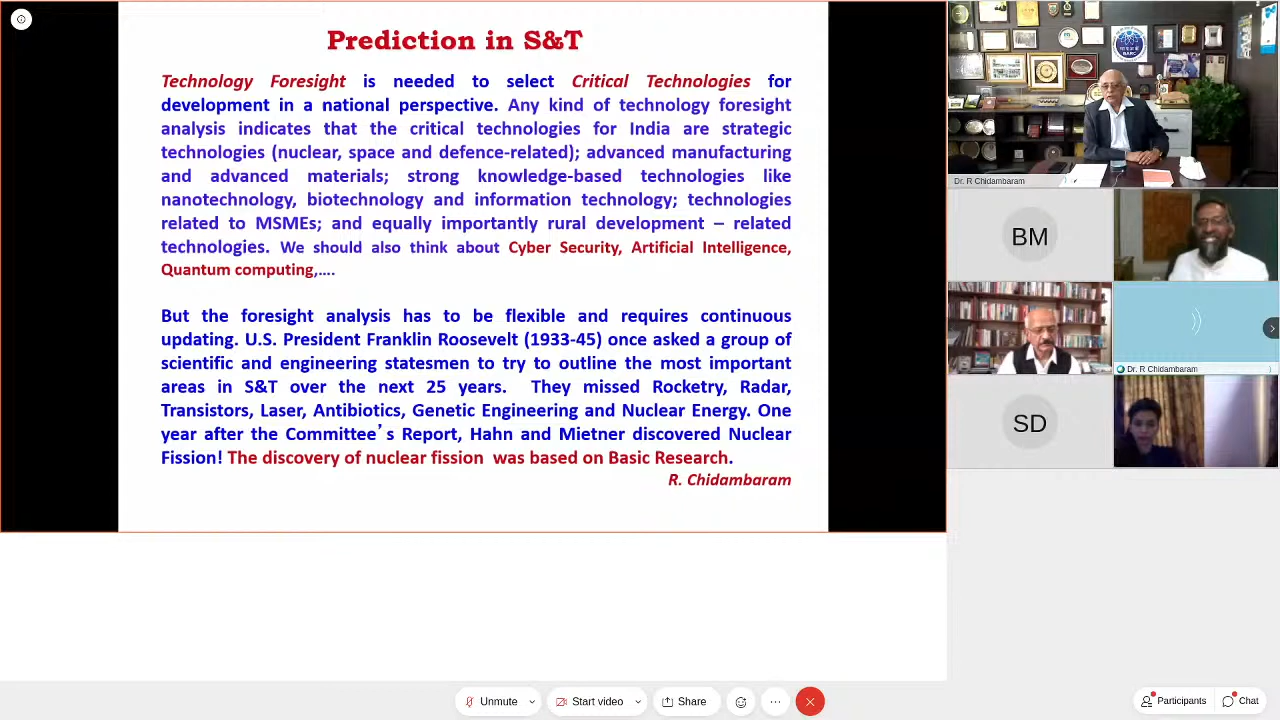 Prediction in S&T
Technology Foresight is needed to select Critical Technologies for
development in a national perspective. Any kind of technology foresight
analysis indicates that the critical technologies for India are strategic
technologies (nuclear, space and defence-related); advanced manufacturing
and advanced materials; strong knowledge-based technologies like
nanotechnology, biotechnology and information technology; technologies
related to MSMEs; and equally importantly rural development – related
technologies. We should also think about Cyber Security, Artificial Intelligence,
Quantum computing,....
But the foresight analysis has to be flexible and requires continuous
updating. U.S. President Franklin Roosevelt (1933-45) once asked a group of
scientific and engineering statesmen to try to outline the most important
areas in S&T over the next 25 years. They missed Rocketry, Radar,
Transistors, Laser, Antibiotics, Genetic Engineering and Nuclear Energy. One
year after the Committee's Report, Hahn and Mietner discovered Nuclear
Fission! The discovery of nuclear fission was based on Basic Research.
R. Chidambaram
BARC
Dr. R Chidambaram
BM
Dr. R Chidambaram
SD
Unmute
Start video
Share
Participants
Chat